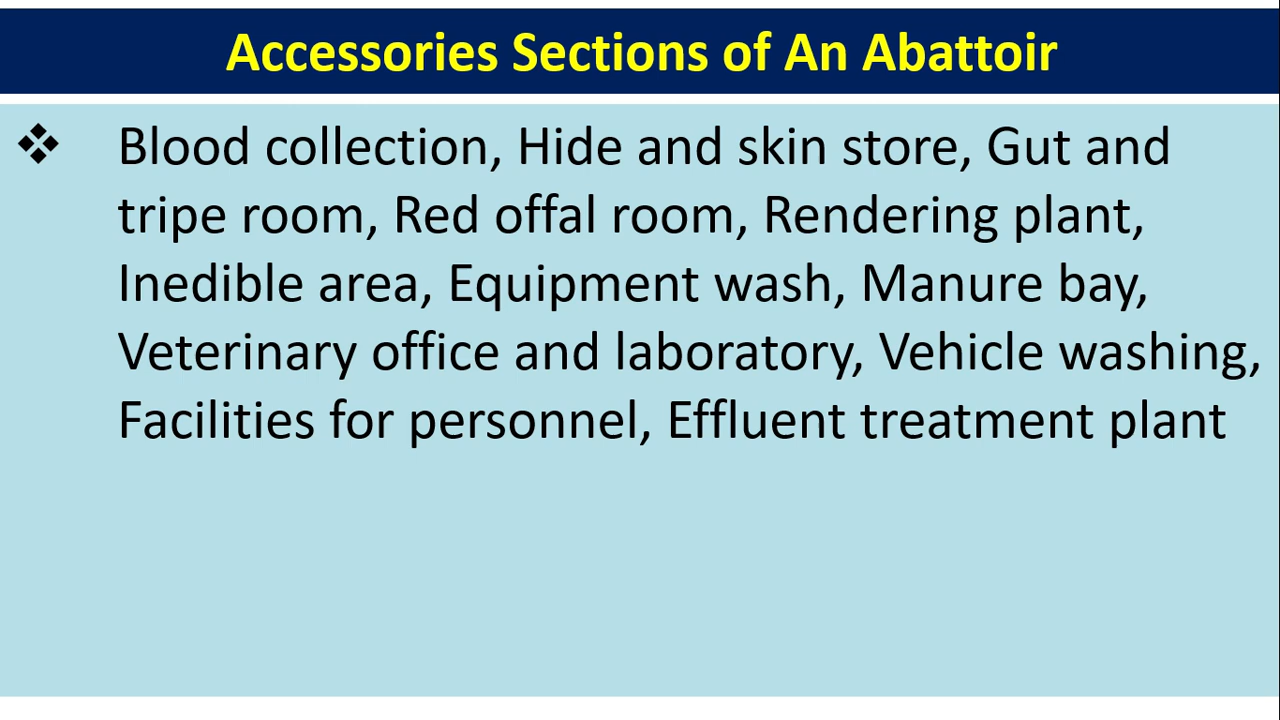 Accessories Sections of An Abattoir
❖ Blood collection, Hide and skin store, Gut and
tripe room, Red offal room, Rendering plant,
Inedible area, Equipment wash, Manure bay,
Veterinary office and laboratory, Vehicle washing,
Facilities for personnel, Effluent treatment plant